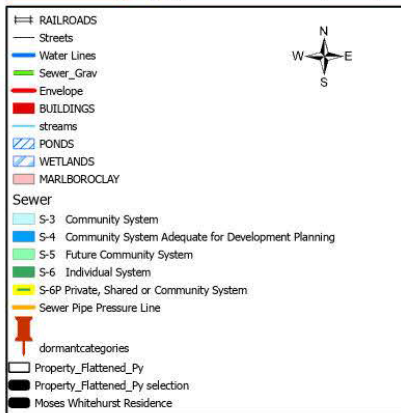 RAILROADS
Streets
Water Lines
Sewer_Grav
Envelope
BUILDINGS
streams
PONDS
WETLANDS
MARLBOROCLAY
Sewer
S-3 Community System
S-4 Community System Adequate for Development Planning
S-5 Future Community System
S-6 Individual System
S-6P Private, Shared or Community System
Sewer Pipe Pressure Line
dormantcategories
Property_Flattened_Py
Property_Flattened_Py selection
Moses Whitehurst Residence
N
W E
S